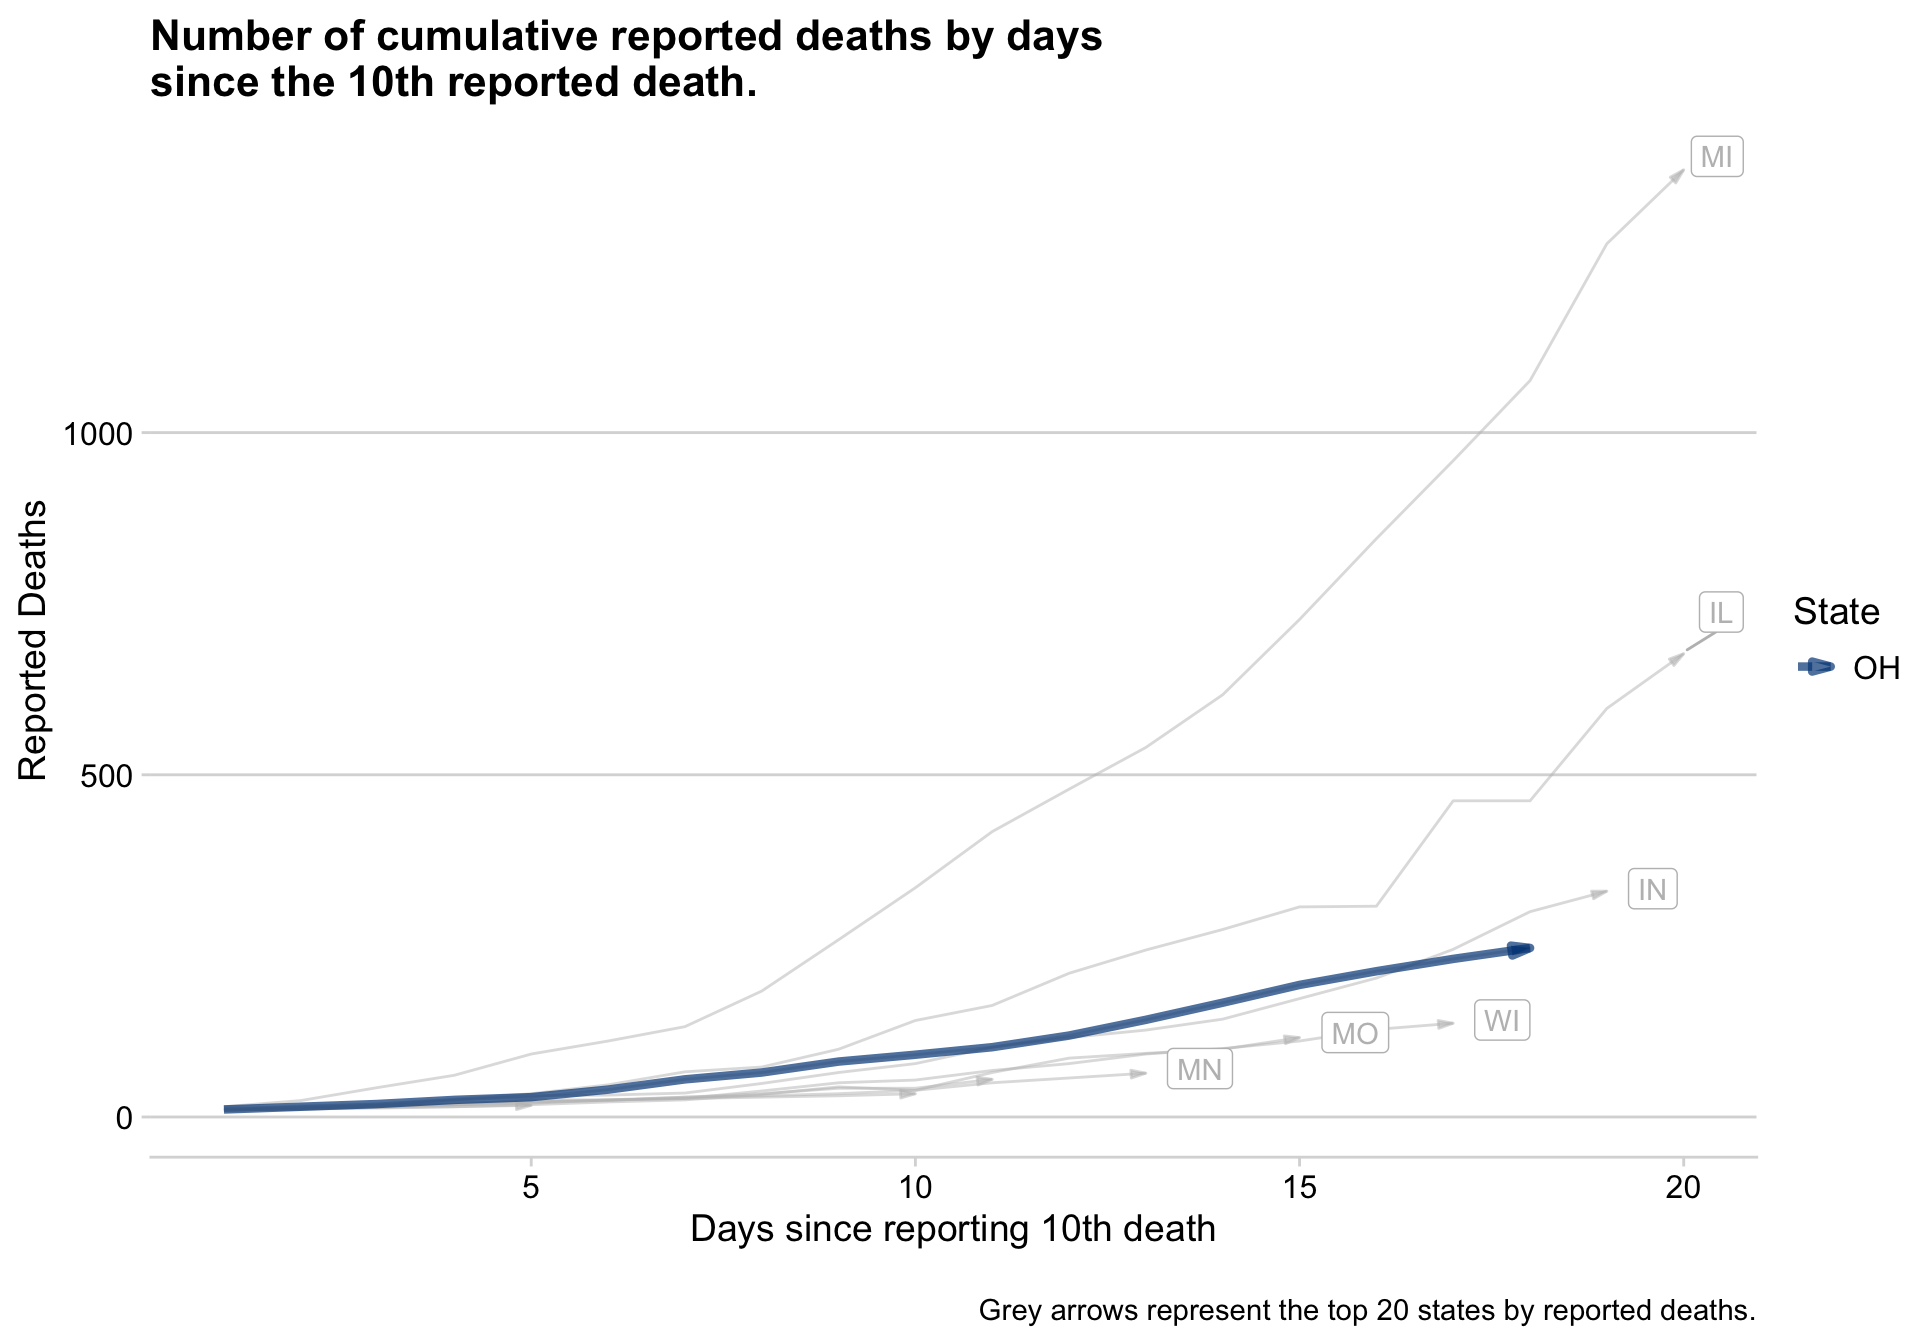 Number of cumulative reported deaths by days
since the 10th reported death.
MI
1000
Reported Deaths
IL
State
OH
500
IN
WI
MO
MN
0
5
10
15
20
Days since reporting 10th death
Grey arrows represent the top 20 states by reported deaths.